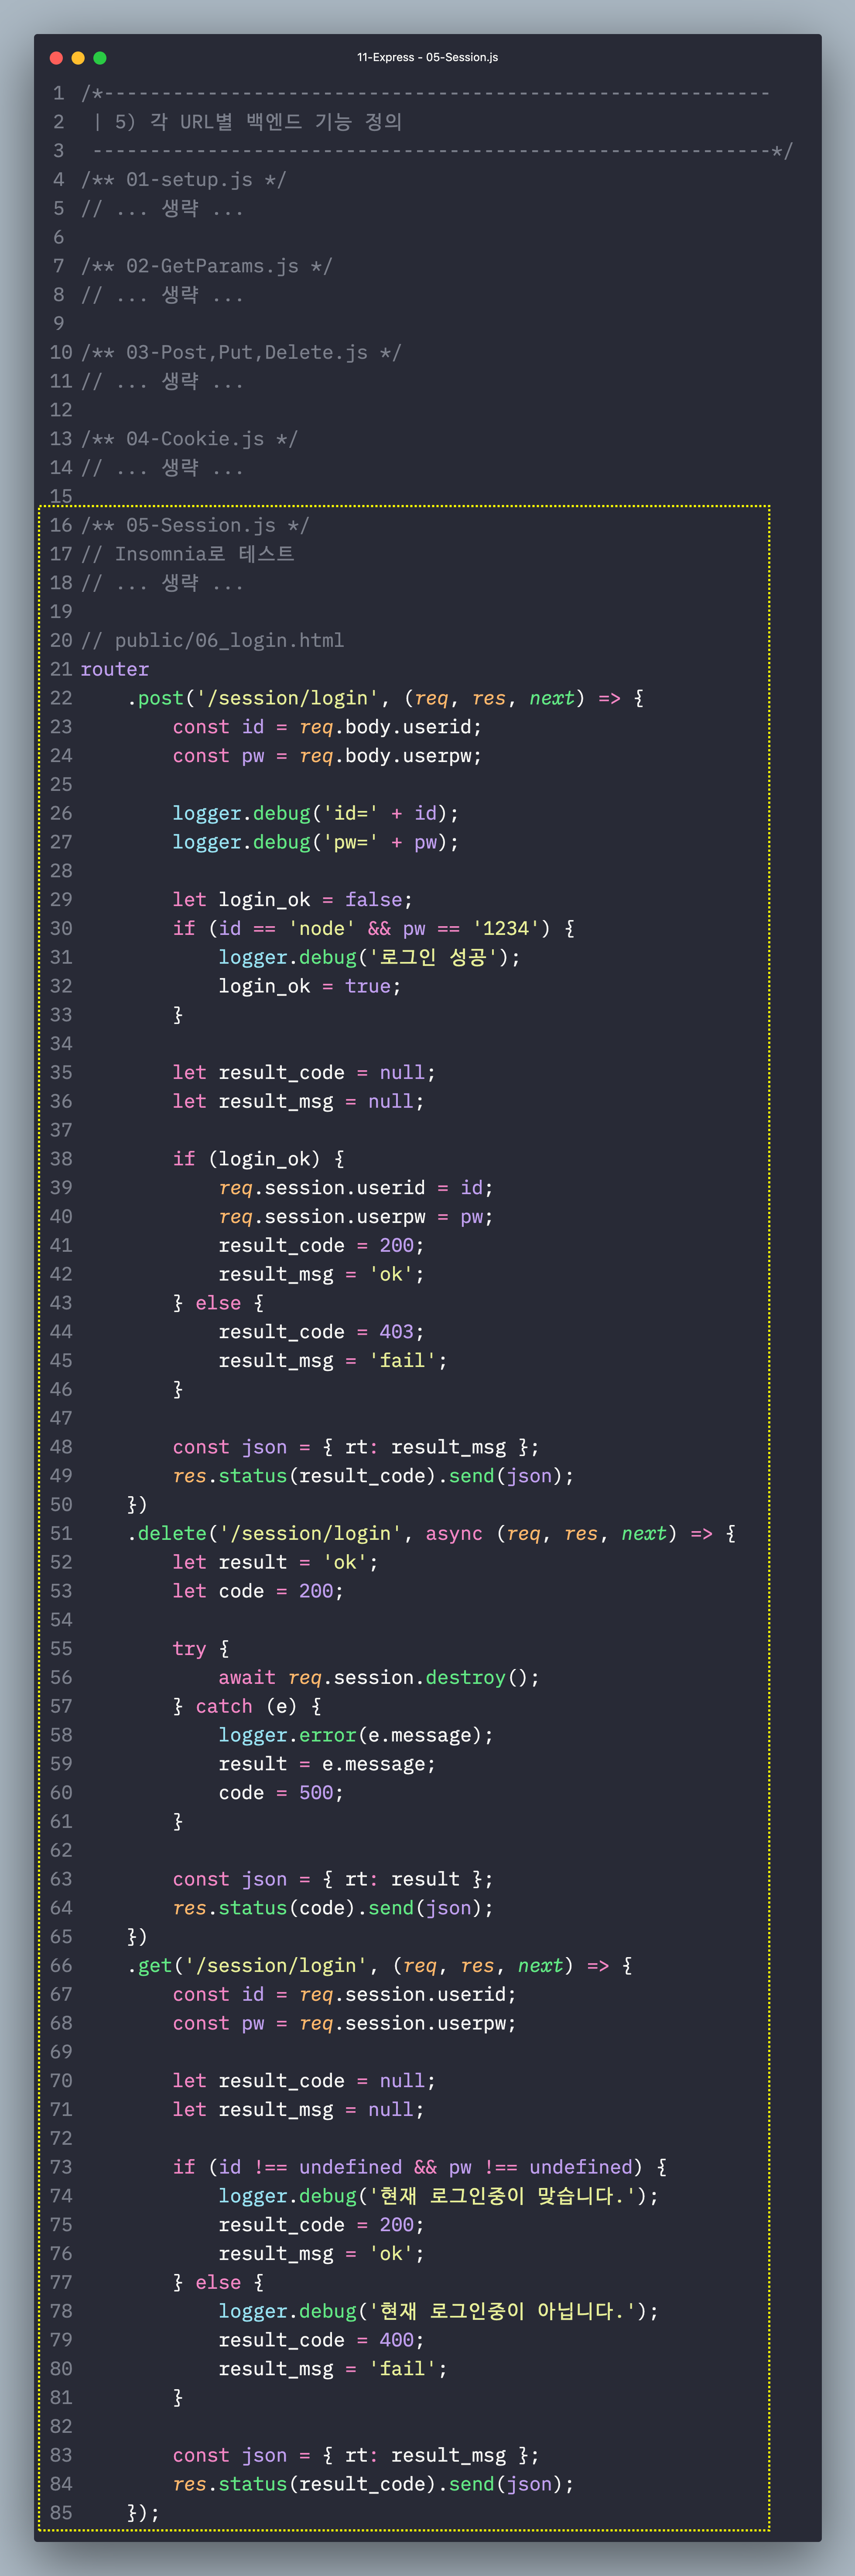 11-Express - 05-Session.js
1 /*----------------------------------------------------------
2  | 5) 각 URL별 백엔드 기능 정의
3  -----------------------------------------------------------*/
4 /** 01-setup.js */
5 // ... 생략 ...
6
7 /** 02-GetParams.js */
8 // ... 생략 ...
9
10 /** 03-Post,Put,Delete.js */
11 // ... 생략 ...
12
13 /** 04-Cookie.js */
14 // ... 생략 ...
15
16 /** 05-Session.js */
17 // Insomnia로 테스트
18 // ... 생략 ...
19
20 // public/06_login.html
21 router
22     .post('/session/login', (req, res, next) => {
23         const id = req.body.userid;
24         const pw = req.body.userpw;
25
26         logger.debug('id=' + id);
27         logger.debug('pw=' + pw);
28
29         let login_ok = false;
30         if (id == 'node' && pw == '1234') {
31             logger.debug('로그인 성공');
32             login_ok = true;
33         }
34
35         let result_code = null;
36         let result_msg = null;
37
38         if (login_ok) {
39             req.session.userid = id;
40             req.session.userpw = pw;
41             result_code = 200;
42             result_msg = 'ok';
43         } else {
44             result_code = 403;
45             result_msg = 'fail';
46         }
47
48         const json = { rt: result_msg };
49         res.status(result_code).send(json);
50     })
51     .delete('/session/login', async (req, res, next) => {
52         let result = 'ok';
53         let code = 200;
54
55         try {
56             await req.session.destroy();
57         } catch (e) {
58             logger.error(e.message);
59             result = e.message;
60             code = 500;
61         }
62
63         const json = { rt: result };
64         res.status(code).send(json);
65     })
66     .get('/session/login', (req, res, next) => {
67         const id = req.session.userid;
68         const pw = req.session.userpw;
69
70         let result_code = null;
71         let result_msg = null;
72
73         if (id !== undefined && pw !== undefined) {
74             logger.debug('현재 로그인중이 맞습니다.');
75             result_code = 200;
76             result_msg = 'ok';
77         } else {
78             logger.debug('현재 로그인중이 아닙니다.');
79             result_code = 400;
80             result_msg = 'fail';
81         }
82
83         const json = { rt: result_msg };
84         res.status(result_code).send(json);
85     });